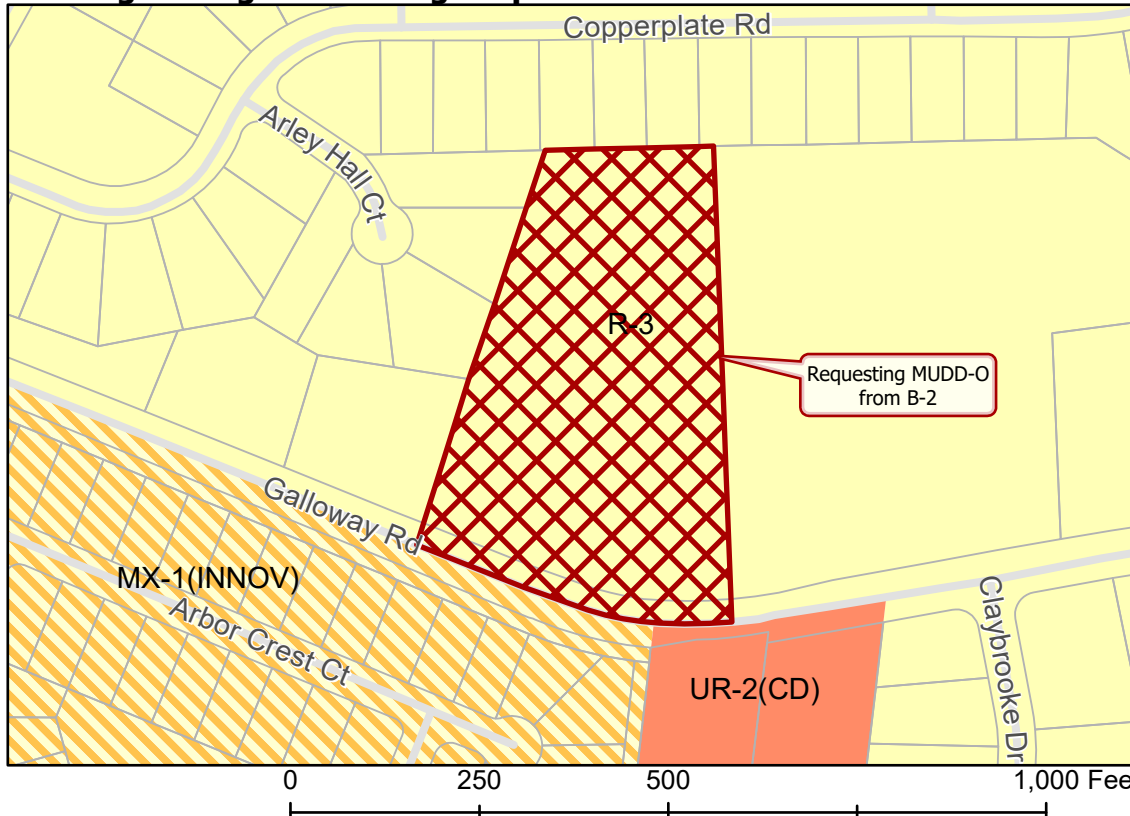 Copperplate Rd
Arley Hall Ct
R-3
Requesting MUDD-O
from B-2
Galloway Rd
MX-1(INNOV)
Arbor Crest Ct
UR-2(CD)
Claybrooke Dr
0 250 500 1,000 Fee